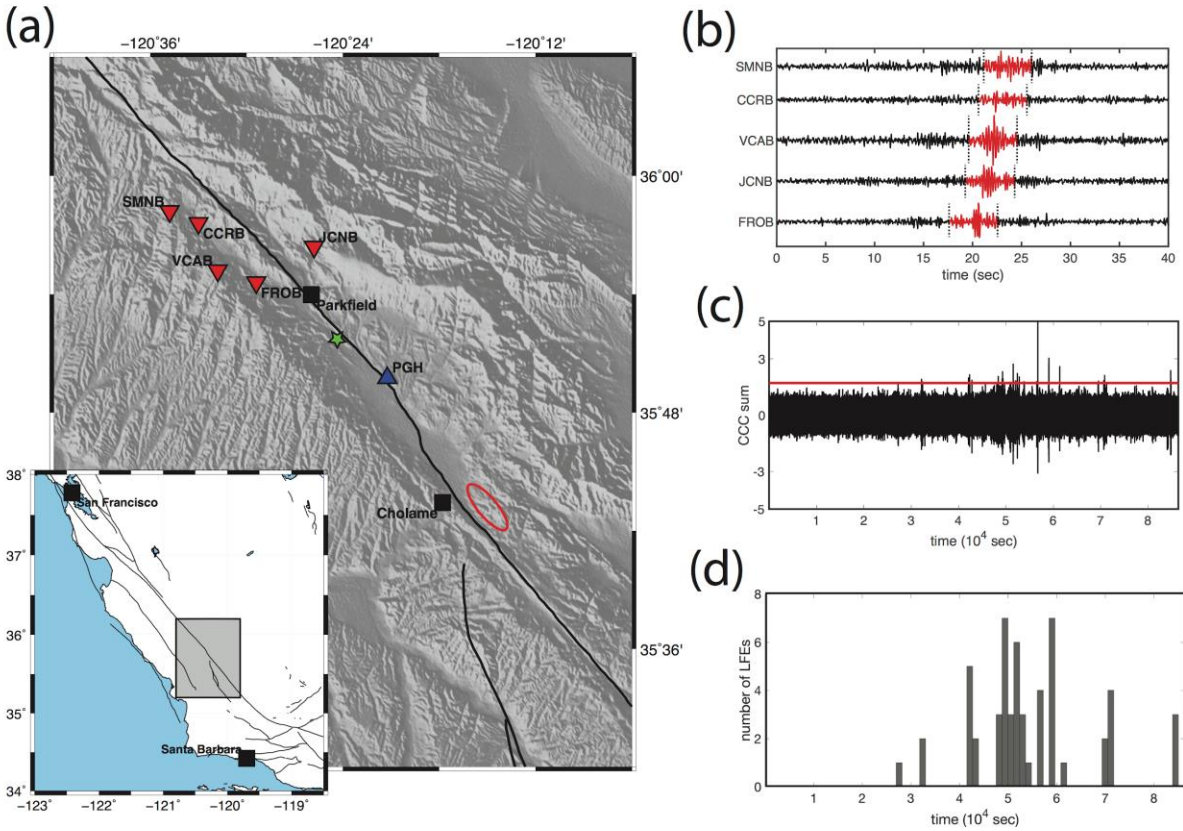 (a)
−120°36'
−120°24'
−120°12'
36°00'
35°48'
35°36'
SMNB
CCRB
JCNB
VCAB
FROB
Parkfield
PGH
Cholame
38°
37°
36°
35°
34°
San Francisco
Santa Barbara
−123°
−122°
−121°
−120°
−119°
(b)
SMNB
CCRB
VCAB
JCNB
FROB
0 5 10 15 20 25 30 35 40
time (sec)
(c)
CCC sum
5
3
0
-3
-5
1 2 3 4 5 6 7 8
time (10⁴ sec)
(d)
number of LFEs
8
6
4
2
0
1 2 3 4 5 6 7 8
time (10⁴ sec)